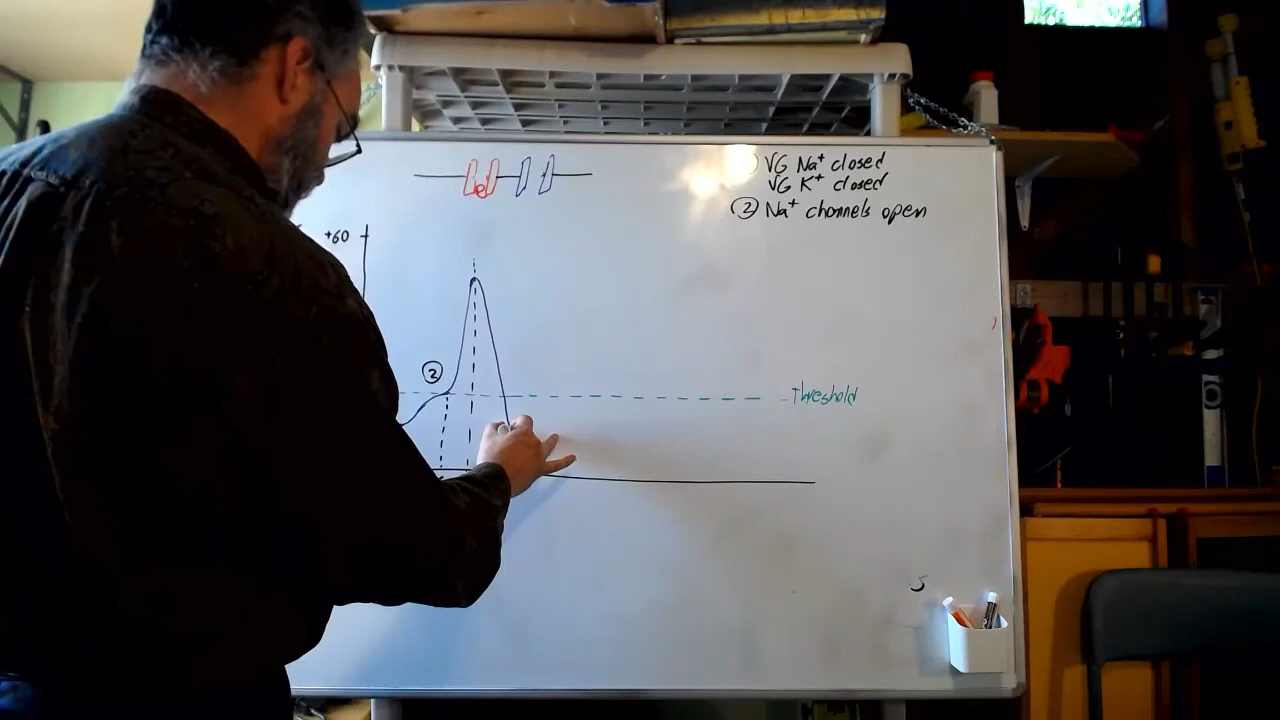 VG Na⁺ closed
VG K⁺ closed
② Na⁺ channels open
+60
②
Threshold